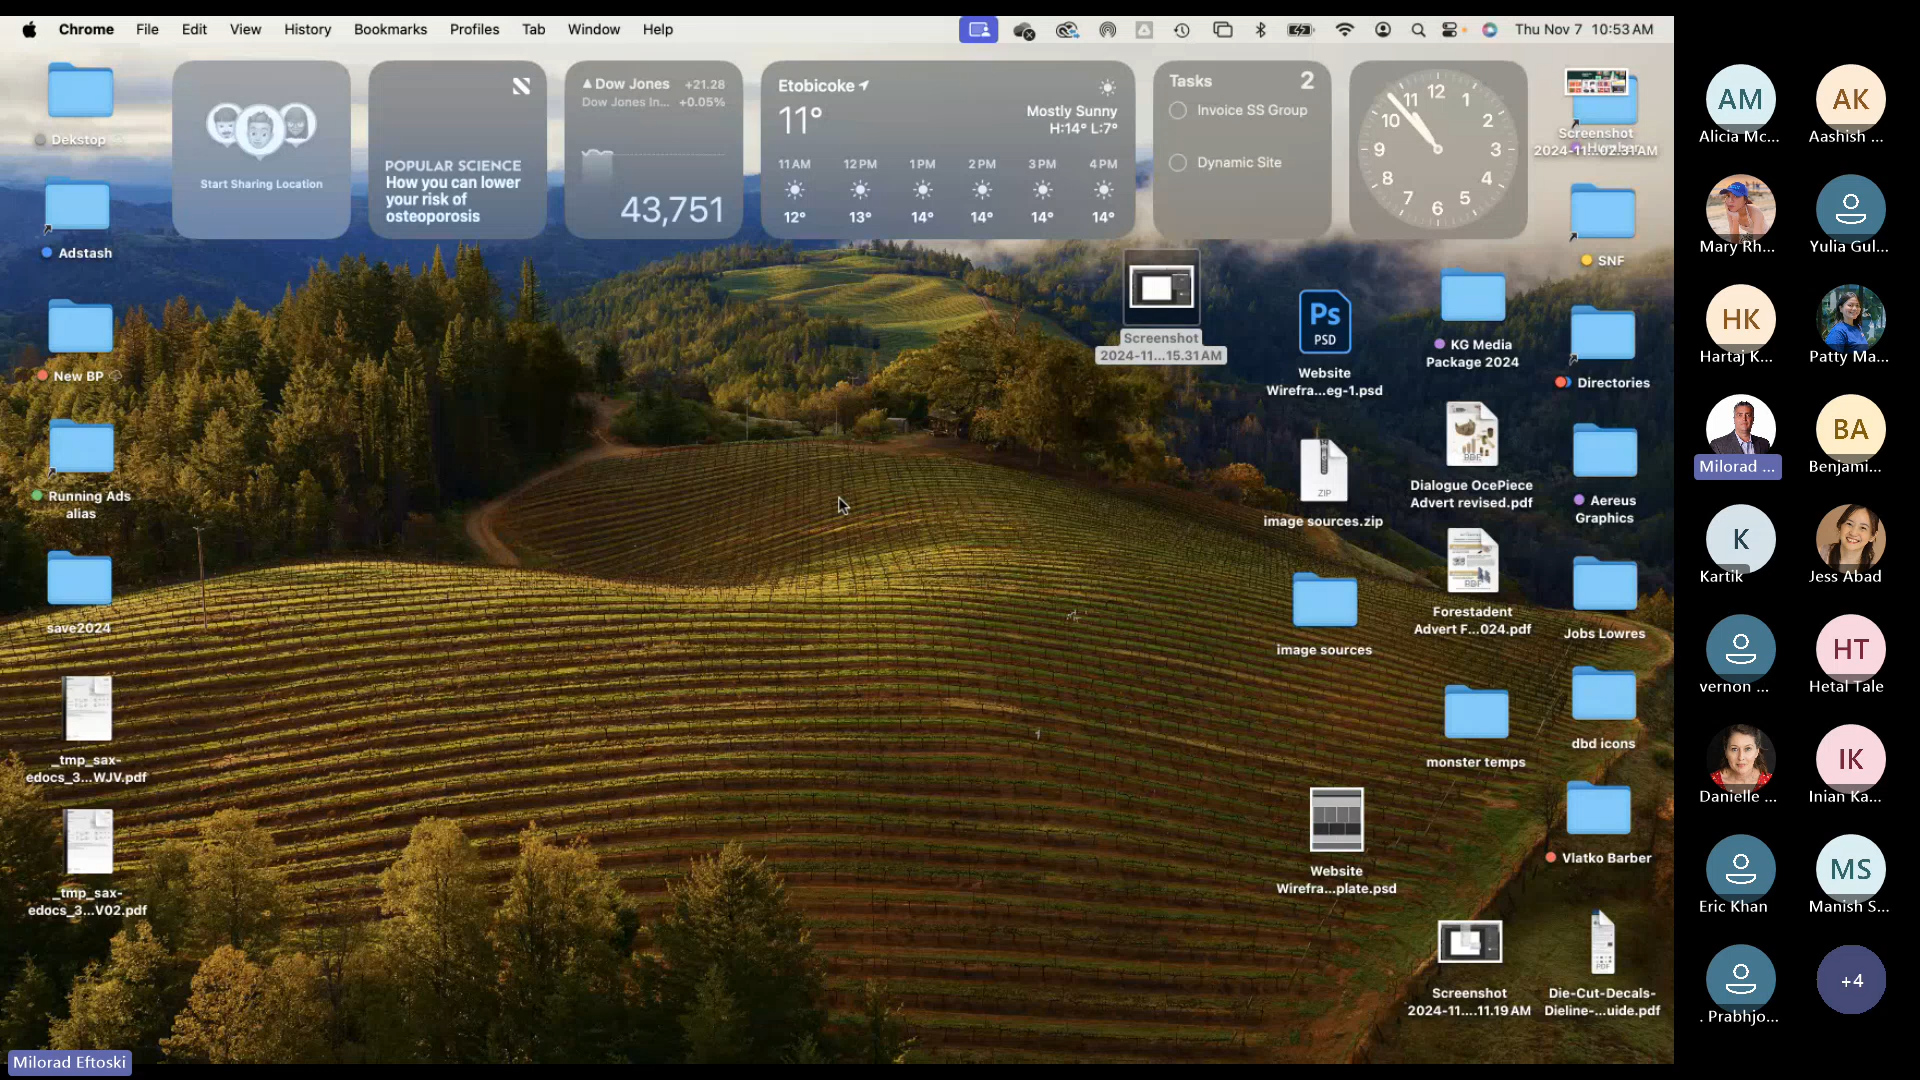 Chrome File Edit View History Bookmarks Profiles Tab Window Help
Thu Nov 7 10:53 AM
Dekstop
Adstash
New BP
Running Ads
alias
save2024
_tmp_sax-
edocs_3...WJV.pdf
_tmp_sax-
edocs_3...V02.pdf
Start Sharing Location
POPULAR SCIENCE
How you can lower
your risk of
osteoporosis
Dow Jones +21.28
Dow Jones In... +0.05%
43,751
Etobicoke
11°
Mostly Sunny
H:14° L:7°
11 AM 12 PM 1 PM 2 PM 3 PM 4 PM
12° 13° 14° 14° 14° 14°
Tasks 2
Invoice SS Group
Dynamic Site
12
1
2
3
4
5
6
7
8
9
10
11
Screenshot
2024-11...02.31 AM
SNF
Screenshot
2024-11...15.31 AM
Ps
PSD
Website
Wirefra...eg-1.psd
KG Media
Package 2024
Directories
ZIP
image sources.zip
PDF
Dialogue OcePiece
Advert revised.pdf
Aereus
Graphics
image sources
PDF
Forestadent
Advert F...024.pdf
Jobs Lowres
monster temps
dbd icons
Website
Wirefra...plate.psd
Vlatko Barber
Screenshot
2024-11....11.19 AM
PDF
Die-Cut-Decals-
Dieline-...uide.pdf
Milorad Eftoski
AM
Alicia Mc...
AK
Aashish ...
Mary Rh...
Yulia Gul...
HK
Hartaj K...
Patty Ma...
Milorad ...
BA
Benjami...
K
Kartik
Jess Abad
vernon ...
HT
Hetal Tale
Danielle ...
IK
Inian Ka...
Eric Khan
MS
Manish S...
. Prabhjo...
+4